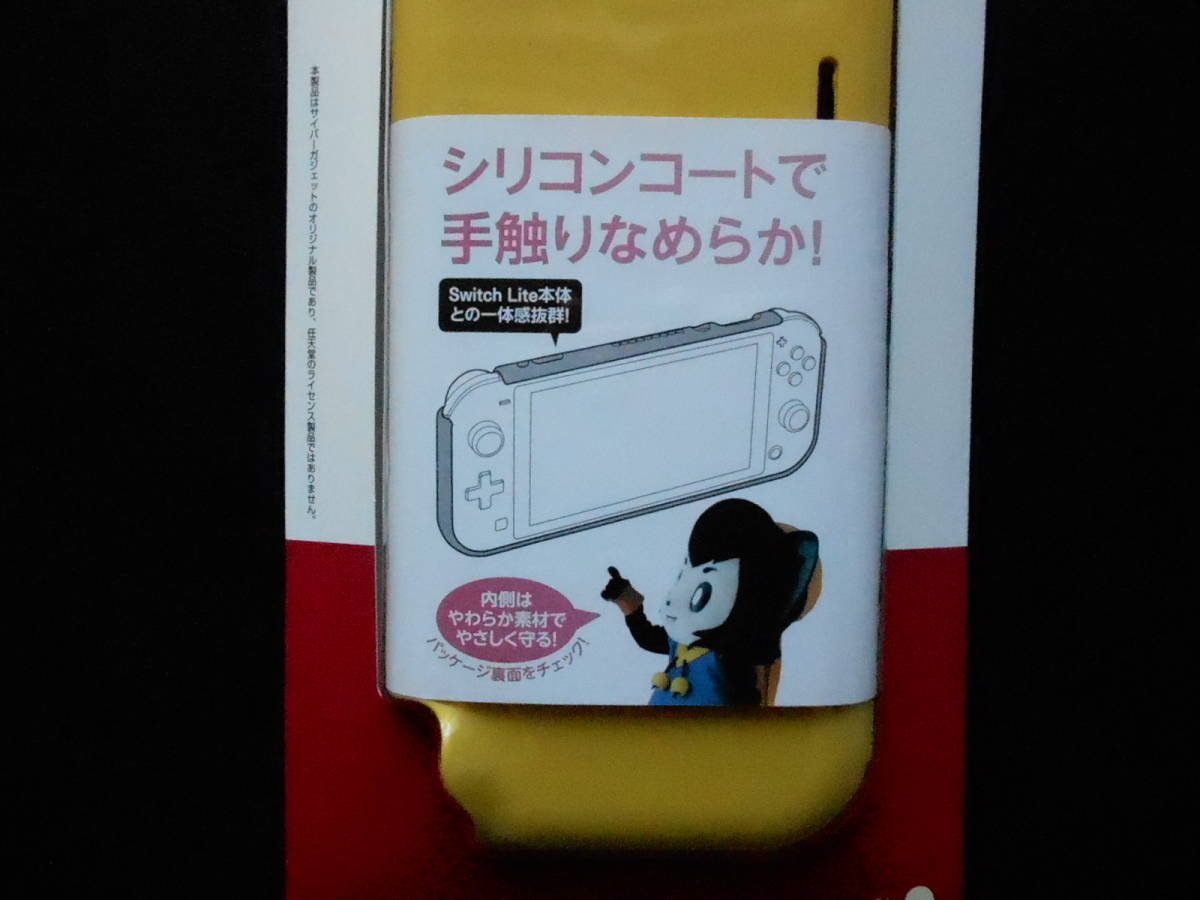 本製品はサイバーガジェットのオリジナル製品であり、任天堂のライセンス製品ではありません。
シリコンコートで
手触りなめらか!
Switch Lite本体
との一体感抜群!
内側は
やわらか素材で
やさしく守る!
パッケージ裏面をチェック!